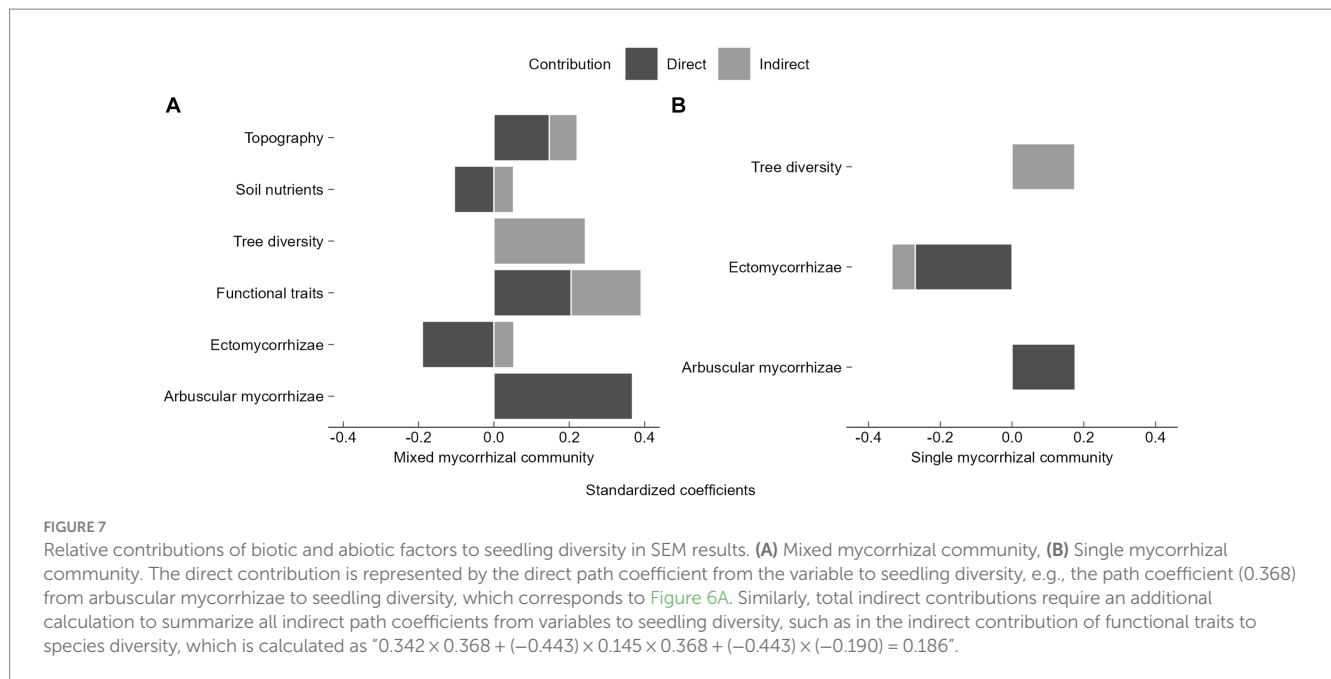 Contribution Direct Indirect
A
B
Topography
Soil nutrients
Tree diversity
Functional traits
Ectomycorrhizae
Arbuscular mycorrhizae
-0.4 -0.2 0.0 0.2 0.4
Mixed mycorrhizal community
Tree diversity
Ectomycorrhizae
Arbuscular mycorrhizae
-0.4 -0.2 0.0 0.2 0.4
Single mycorrhizal community
Standardized coefficients
FIGURE 7
Relative contributions of biotic and abiotic factors to seedling diversity in SEM results. (A) Mixed mycorrhizal community, (B) Single mycorrhizal
community. The direct contribution is represented by the direct path coefficient from the variable to seedling diversity, e.g., the path coefficient (0.368)
from arbuscular mycorrhizae to seedling diversity, which corresponds to Figure 6A. Similarly, total indirect contributions require an additional
calculation to summarize all indirect path coefficients from variables to seedling diversity, such as in the indirect contribution of functional traits to
species diversity, which is calculated as “0.342 × 0.368 + (−0.443) × 0.145 × 0.368 + (−0.443) × (−0.190) = 0.186”.